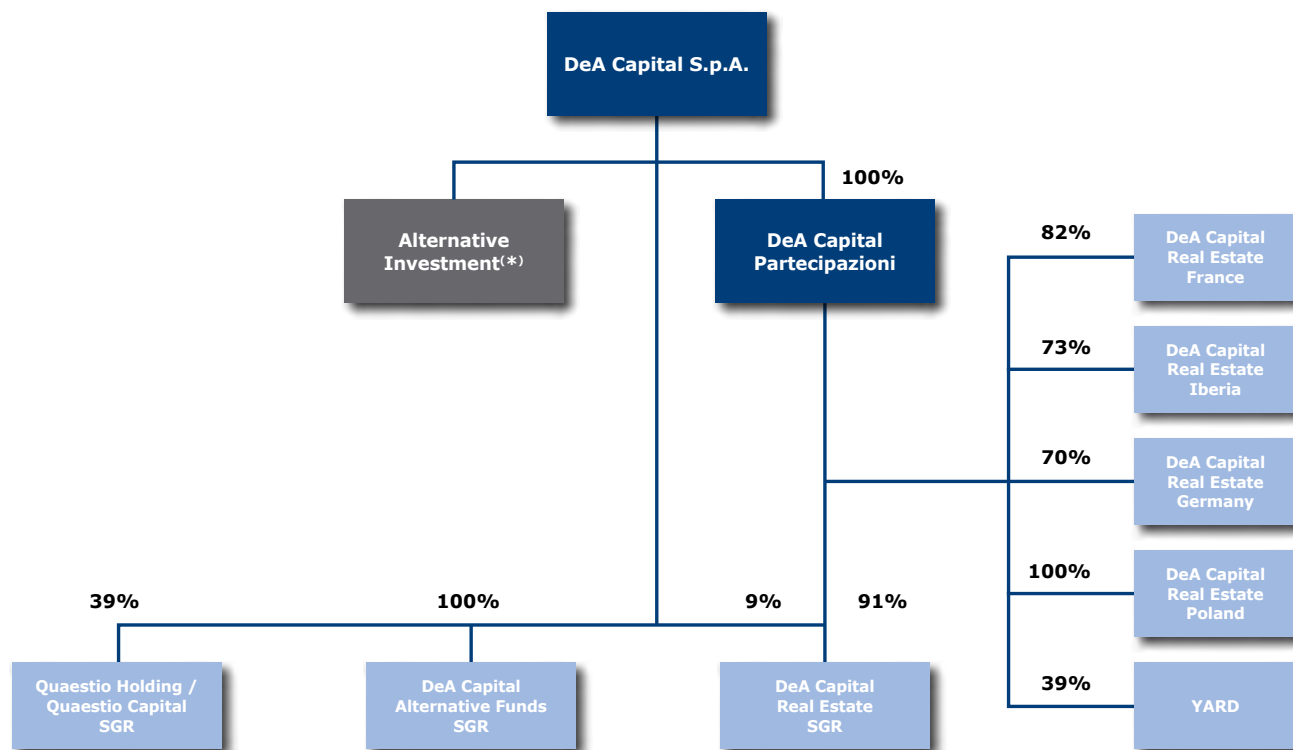 DeA Capital S.p.A.
100%
Alternative
Investment(*)
DeA Capital
Partecipazioni
82%
DeA Capital
Real Estate
France
73%
DeA Capital
Real Estate
Iberia
70%
DeA Capital
Real Estate
Germany
100%
DeA Capital
Real Estate
Poland
39%
YARD
39%
100%
9%
91%
Quaestio Holding /
Quaestio Capital
SGR
DeA Capital
Alternative Funds
SGR
DeA Capital
Real Estate
SGR